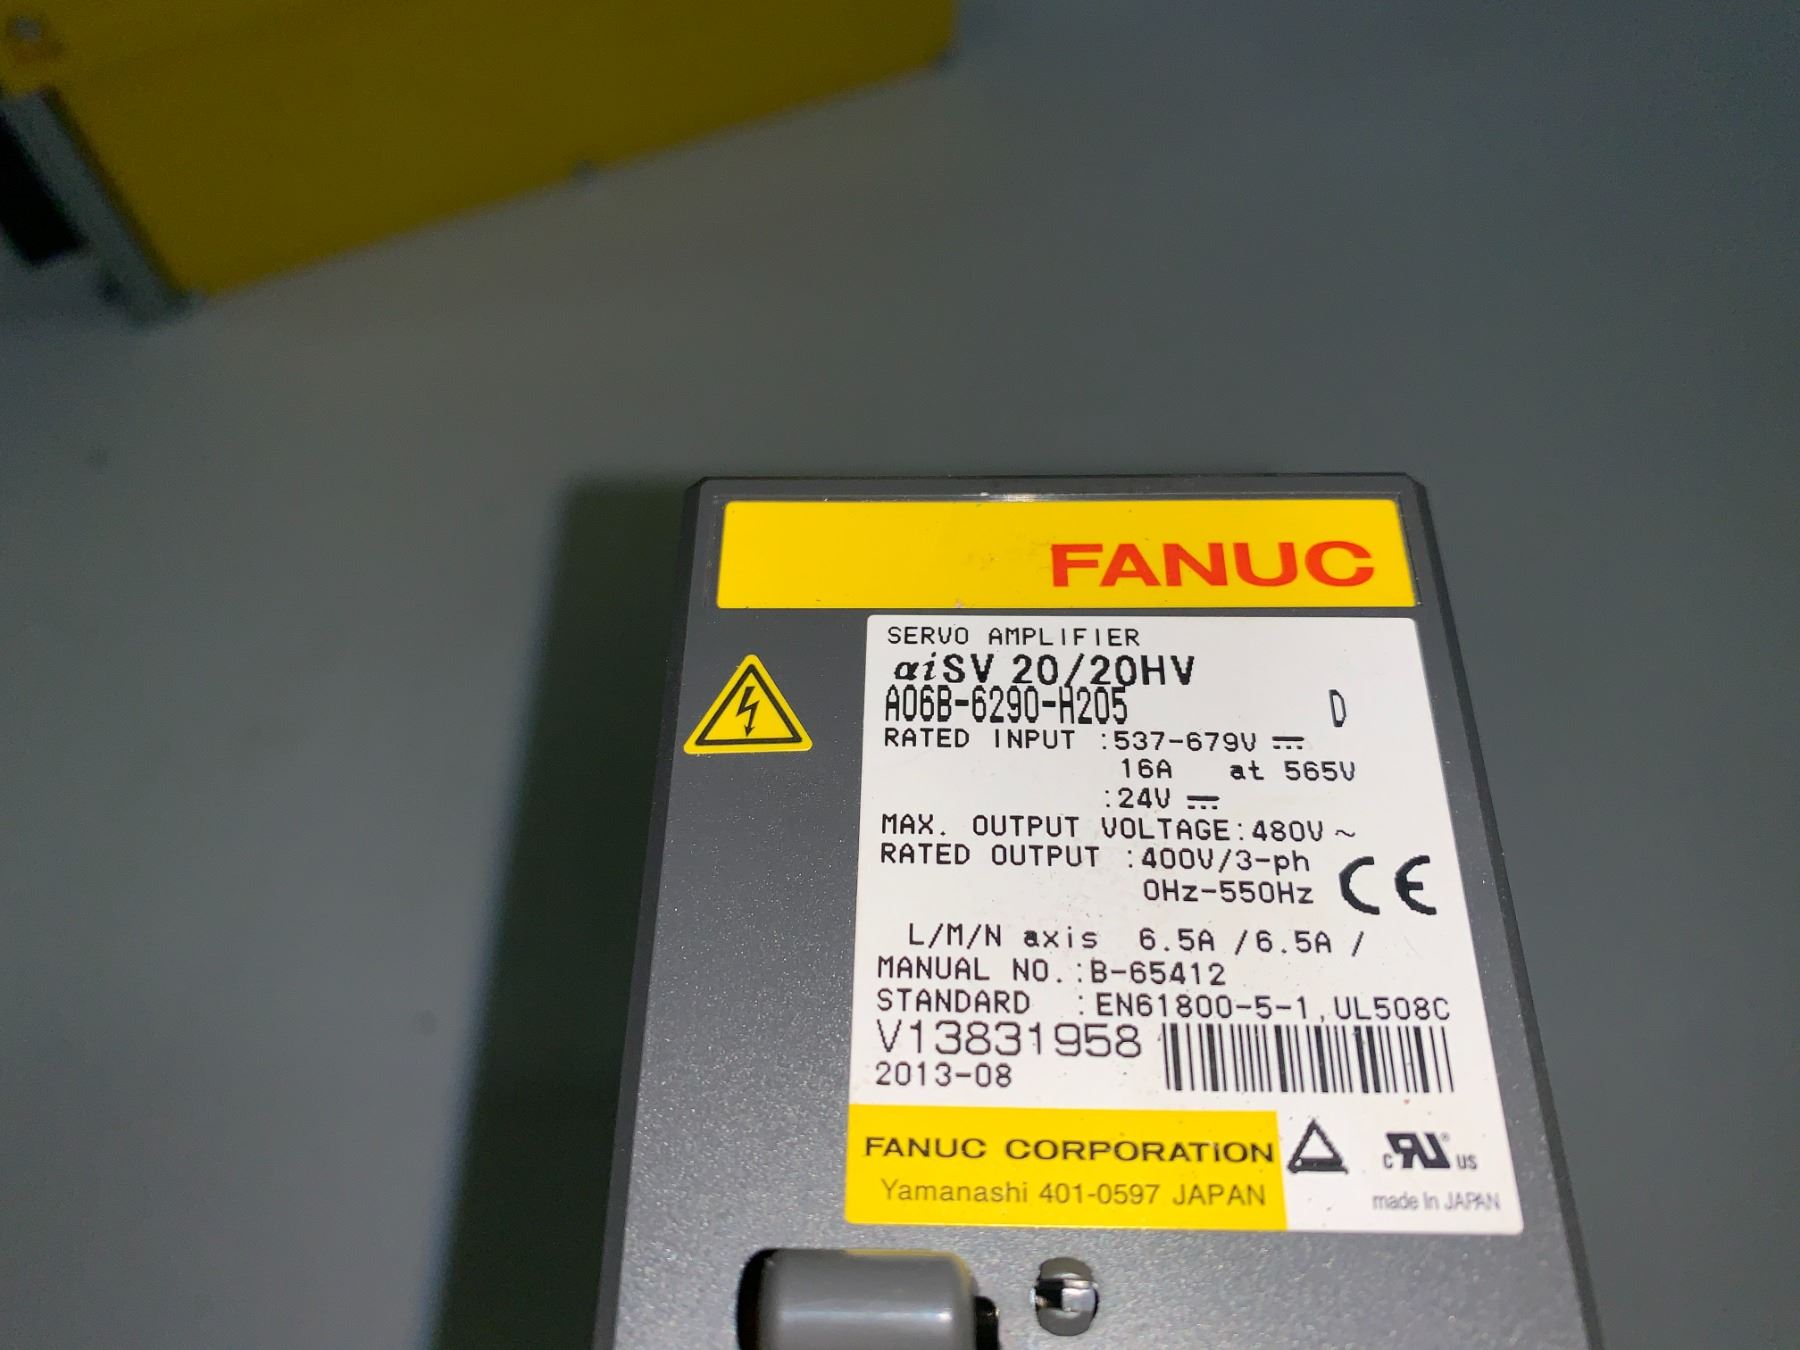 FANUC
SERVO AMPLIFIER
αiSV 20/20HV
A06B-6290-H205 D
RATED INPUT :537-679V ⎓
16A at 565V
:24V ⎓
MAX. OUTPUT VOLTAGE:480V ~
RATED OUTPUT :400V/3-ph
0Hz-550Hz
CE
L/M/N axis 6.5A /6.5A /
MANUAL NO.:B-65412
STANDARD :EN61800-5-1,UL508C
V13831958
2013-08
FANUC CORPORATION
Yamanashi 401-0597 JAPAN
c RU US
made In JAPAN